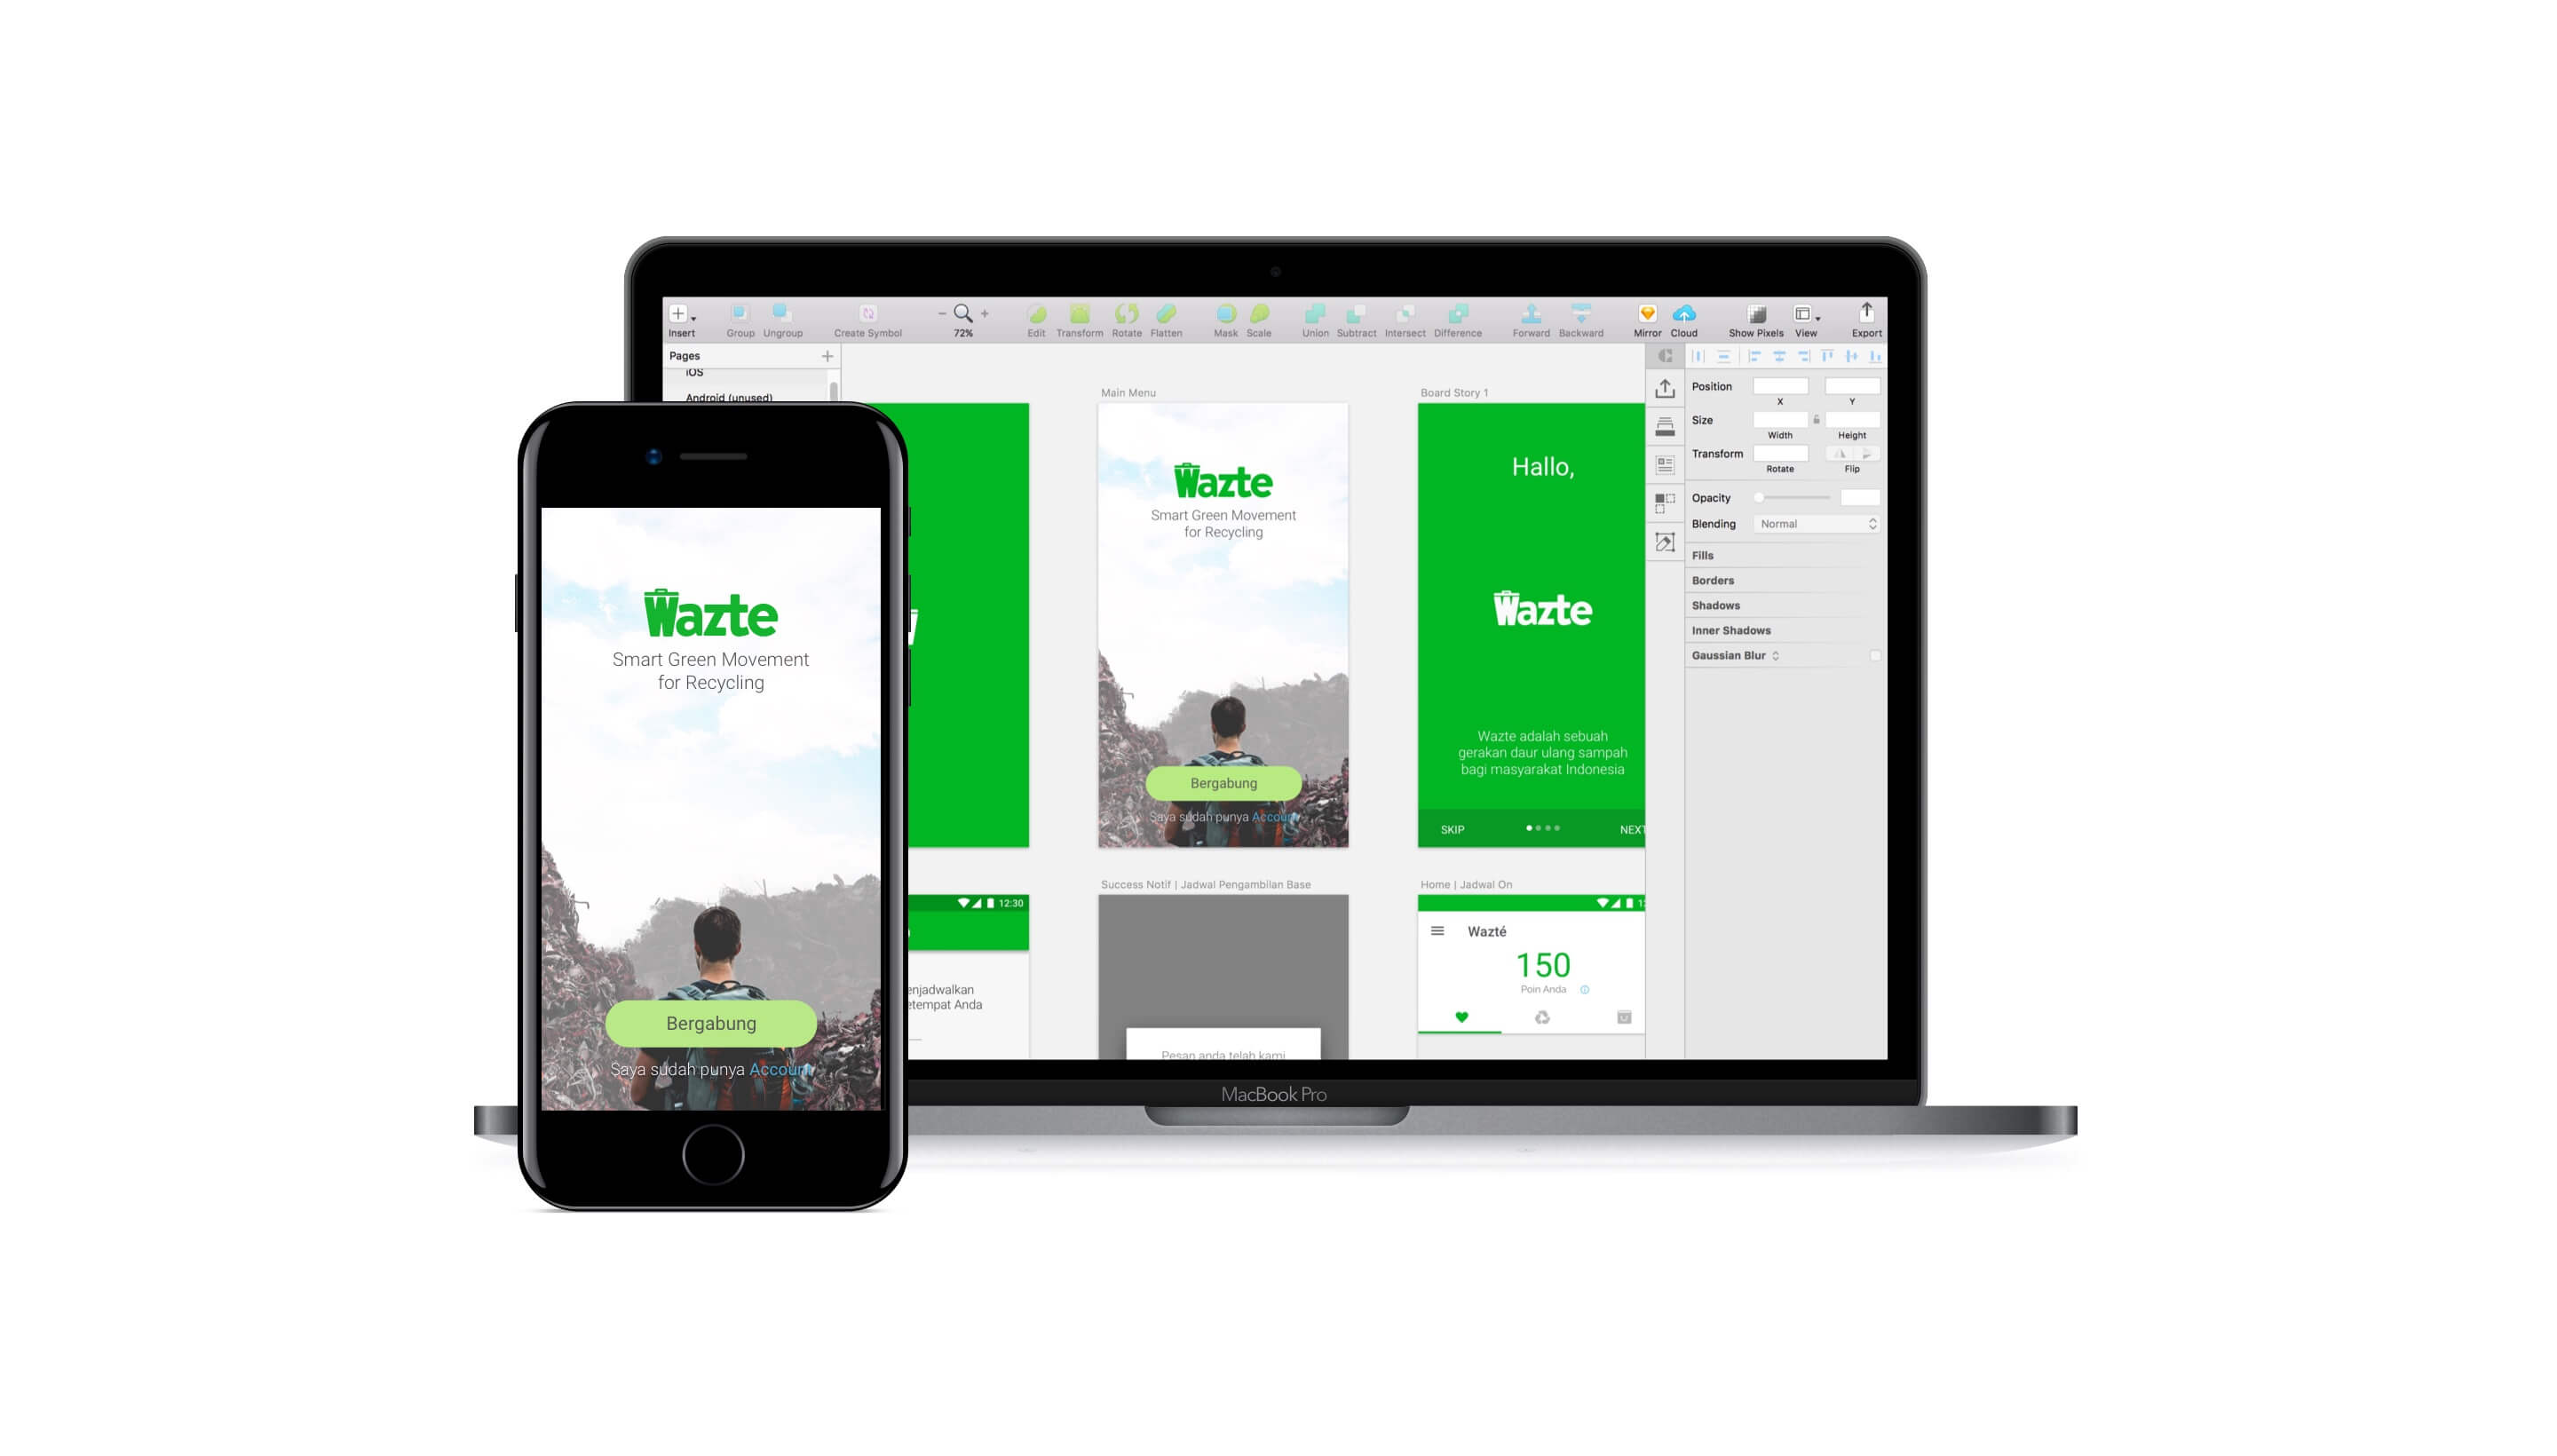 Insert
Group
Ungroup
Create Symbol
72%
Edit
Transform
Rotate
Flatten
Mask
Scale
Union
Subtract
Intersect
Difference
Forward
Backward
Mirror
Cloud
Show Pixels
View
Export
Pages
iOS
Android (unused)
Main Menu
Wazte
Smart Green Movement
for Recycling
Bergabung
Saya sudah punya Account
Board Story 1
Hallo,
Wazte
Wazte adalah sebuah
gerakan daur ulang sampah
bagi masyarakat Indonesia
SKIP
NEXT
12:30
enjadwalkan
etempat Anda
Success Notif | Jadwal Pengambilan Base
Pesan anda telah kami
Home | Jadwal On
Wazté
150
Poin Anda
Position
X
Y
Size
Width
Height
Transform
Rotate
Flip
Opacity
Blending
Normal
Fills
Borders
Shadows
Inner Shadows
Gaussian Blur
MacBook Pro
Wazte
Smart Green Movement
for Recycling
Bergabung
Saya sudah punya Account